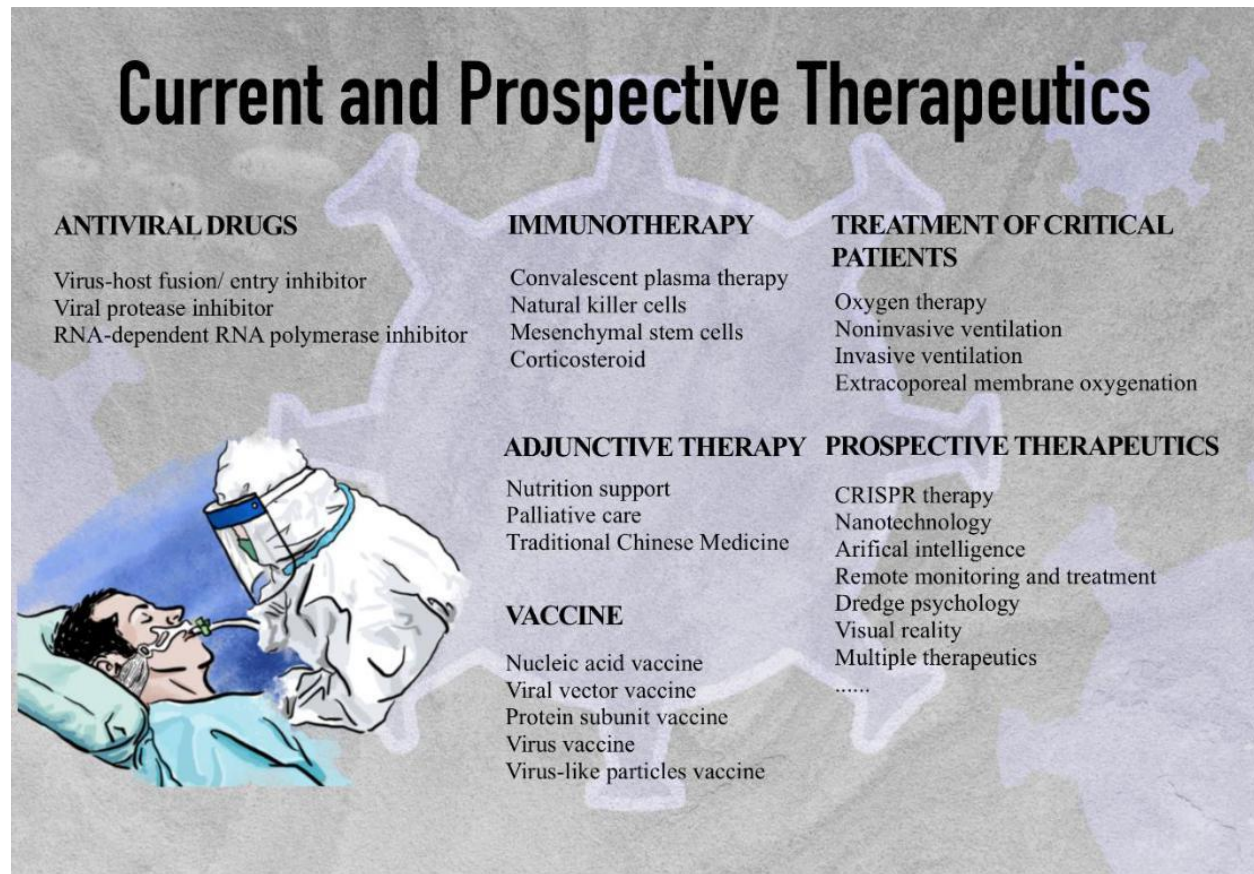 Current and Prospective Therapeutics
ANTIVIRAL DRUGS
Virus-host fusion/ entry inhibitor
Viral protease inhibitor
RNA-dependent RNA polymerase inhibitor
IMMUNOTHERAPY
Convalescent plasma therapy
Natural killer cells
Mesenchymal stem cells
Corticosteroid
TREATMENT OF CRITICAL
PATIENTS
Oxygen therapy
Noninvasive ventilation
Invasive ventilation
Extracoporeal membrane oxygenation
ADJUNCTIVE THERAPY
Nutrition support
Palliative care
Traditional Chinese Medicine
PROSPECTIVE THERAPEUTICS
CRISPR therapy
Nanotechnology
Arifical intelligence
Remote monitoring and treatment
Dredge psychology
Visual reality
Multiple therapeutics
......
VACCINE
Nucleic acid vaccine
Viral vector vaccine
Protein subunit vaccine
Virus vaccine
Virus-like particles vaccine